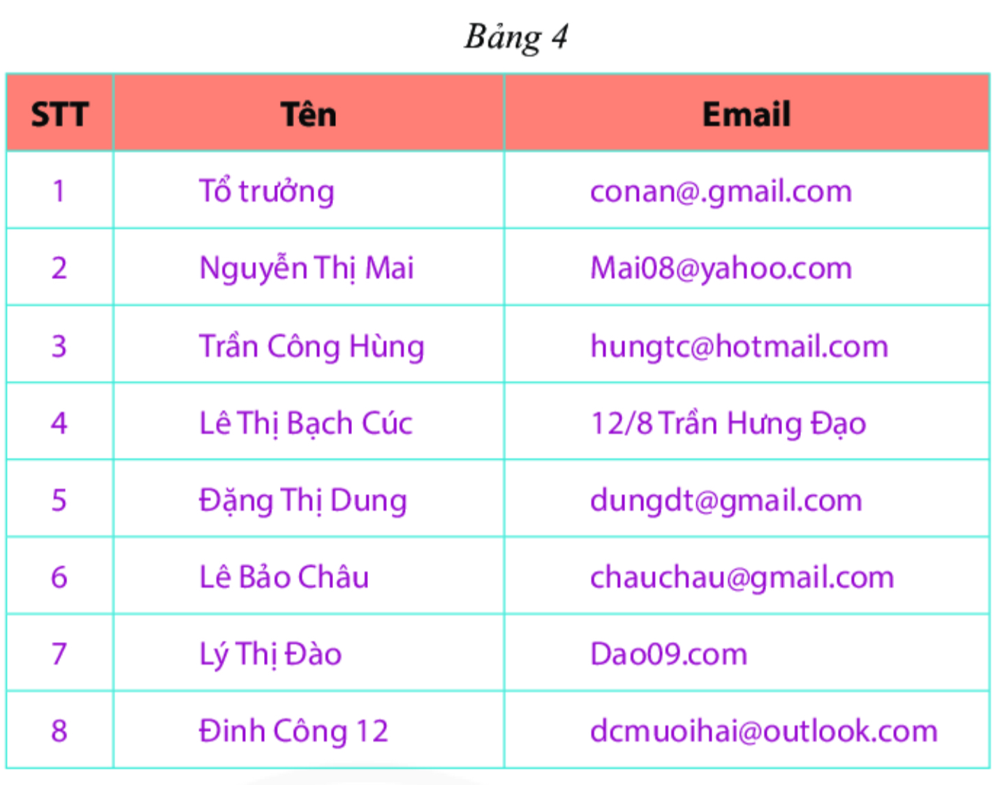 Bảng 4
STT Tên Email
1 Tổ trưởng conan@.gmail.com
2 Nguyễn Thị Mai Mai08@yahoo.com
3 Trần Công Hùng hungtc@hotmail.com
4 Lê Thị Bạch Cúc 12/8 Trần Hưng Đạo
5 Đặng Thị Dung dungdt@gmail.com
6 Lê Bảo Châu chauchau@gmail.com
7 Lý Thị Đào Dao09.com
8 Đinh Công 12 dcmuoihai@outlook.com